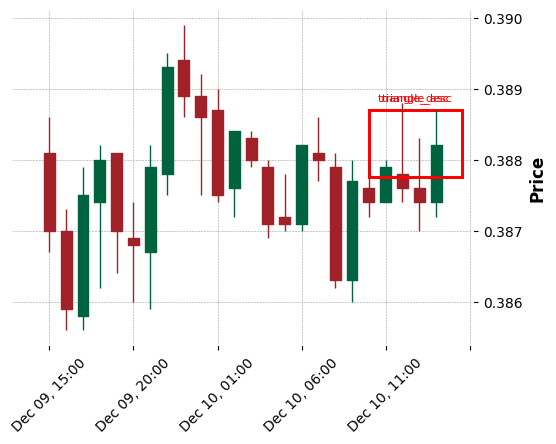 0.390
0.389
0.388
0.387
0.386
Price
Dec 09, 15:00
Dec 09, 20:00
Dec 10, 01:00
Dec 10, 06:00
Dec 10, 11:00